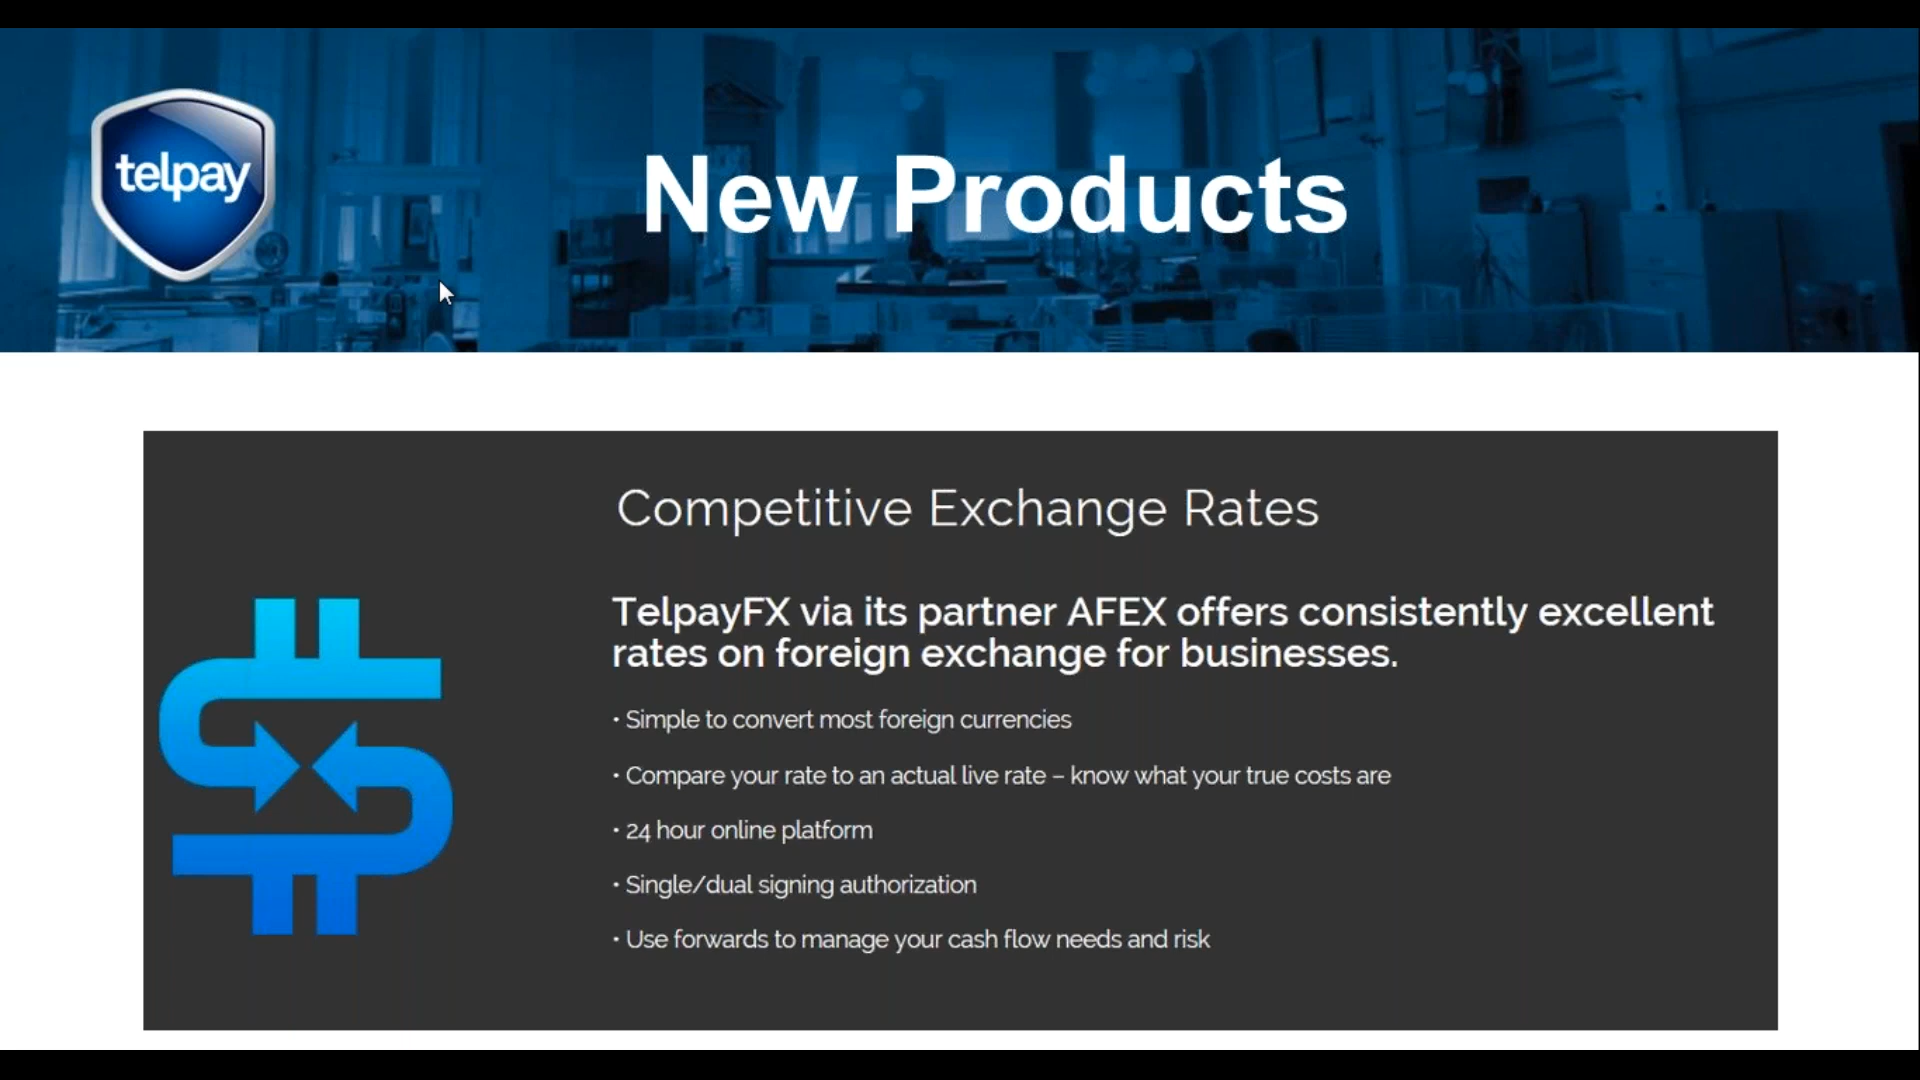 telpay
New Products
Competitive Exchange Rates
TelpayFX via its partner AFEX offers consistently excellent
rates on foreign exchange for businesses.
• Simple to convert most foreign currencies
• Compare your rate to an actual live rate – know what your true costs are
• 24 hour online platform
• Single/dual signing authorization
• Use forwards to manage your cash flow needs and risk